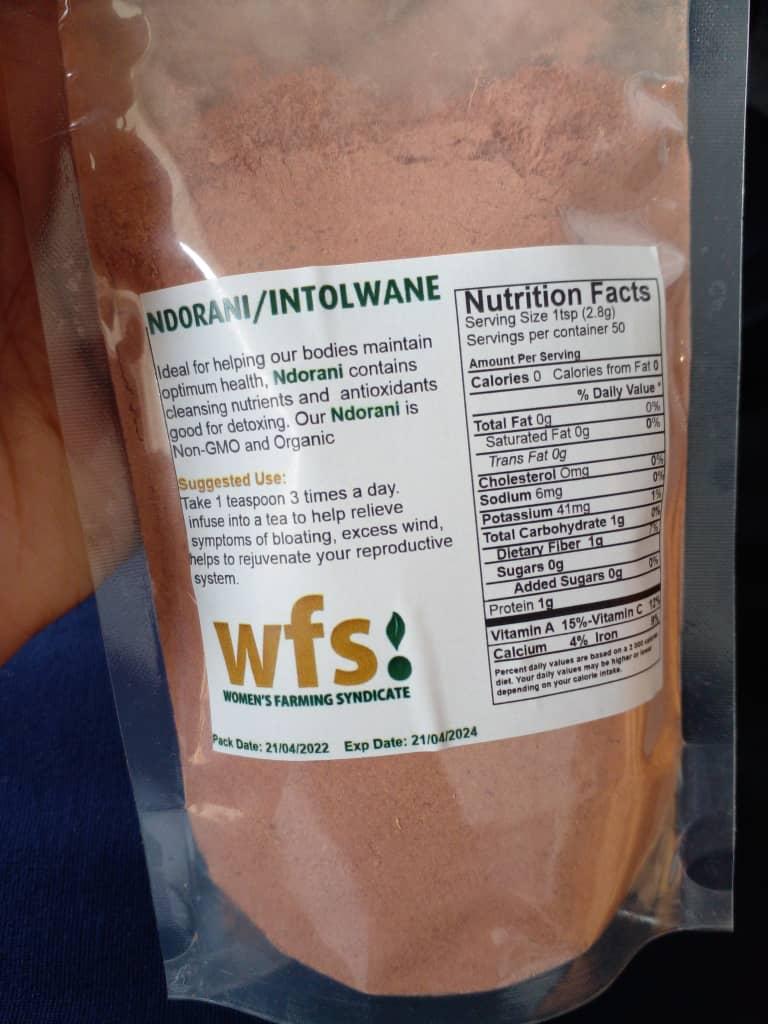 NDORANI/INTOLWANE
Ideal for helping our bodies maintain
optimum health, Ndorani contains
cleansing nutrients and antioxidants
good for detoxing. Our Ndorani is
Non-GMO and Organic
Suggested Use:
Take 1 teaspoon 3 times a day.
infuse into a tea to help relieve
symptoms of bloating, excess wind,
helps to rejuvenate your reproductive
system.
wfs
WOMEN'S FARMING SYNDICATE
Pack Date: 21/04/2022 Exp Date: 21/04/2024
Nutrition Facts
Serving Size 1tsp (2.8g)
Servings per container 50
Amount Per Serving
Calories 0 Calories from Fat 0
% Daily Value *
Total Fat 0g 0%
Saturated Fat 0g 0%
Trans Fat 0g
Cholesterol 0mg 0%
Sodium 6mg 0%
Potassium 41mg 1%
Total Carbohydrate 1g 0%
Dietary Fiber 1g 7%
Sugars 0g
Added Sugars 0g 0%
Protein 1g
Vitamin A 15%-Vitamin C 12%
Calcium 4% Iron
Percent daily values are based on a 2 000 calorie
diet. Your daily values may be higher or lower
depending on your calorie intake.